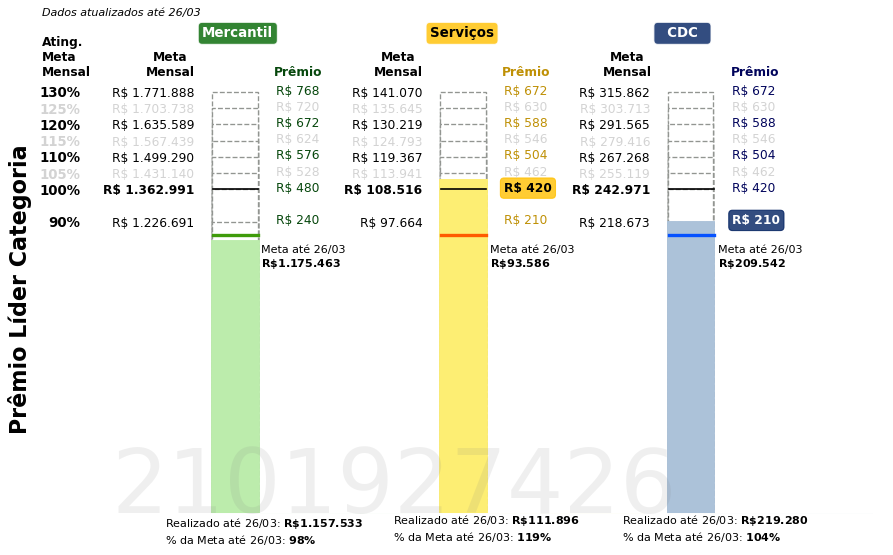 Dados atualizados até 26/03
Mercantil Serviços CDC
Ating.
Meta Meta Meta Meta
Mensal Mensal Prêmio Mensal Prêmio Mensal Prêmio
130% R$ 1.771.888 R$ 768 R$ 141.070 R$ 672 R$ 315.862 R$ 672
125% R$ 1.703.738 R$ 720 R$ 135.645 R$ 630 R$ 303.713 R$ 630
120% R$ 1.635.589 R$ 672 R$ 130.219 R$ 588 R$ 291.565 R$ 588
115% R$ 1.567.439 R$ 624 R$ 124.793 R$ 546 R$ 279.416 R$ 546
110% R$ 1.499.290 R$ 576 R$ 119.367 R$ 504 R$ 267.268 R$ 504
105% R$ 1.431.140 R$ 528 R$ 113.941 R$ 462 R$ 255.119 R$ 462
100% R$ 1.362.991 R$ 480 R$ 108.516 R$ 420 R$ 242.971 R$ 420
90% R$ 1.226.691 R$ 240 R$ 97.664 R$ 210 R$ 218.673 R$ 210
Meta até 26/03 Meta até 26/03 Meta até 26/03
R$1.175.463 R$93.586 R$209.542
Prêmio Líder Categoria
2101927426
Realizado até 26/03: R$1.157.533 Realizado até 26/03: R$111.896 Realizado até 26/03: R$219.280
% da Meta até 26/03: 98% % da Meta até 26/03: 119% % da Meta até 26/03: 104%